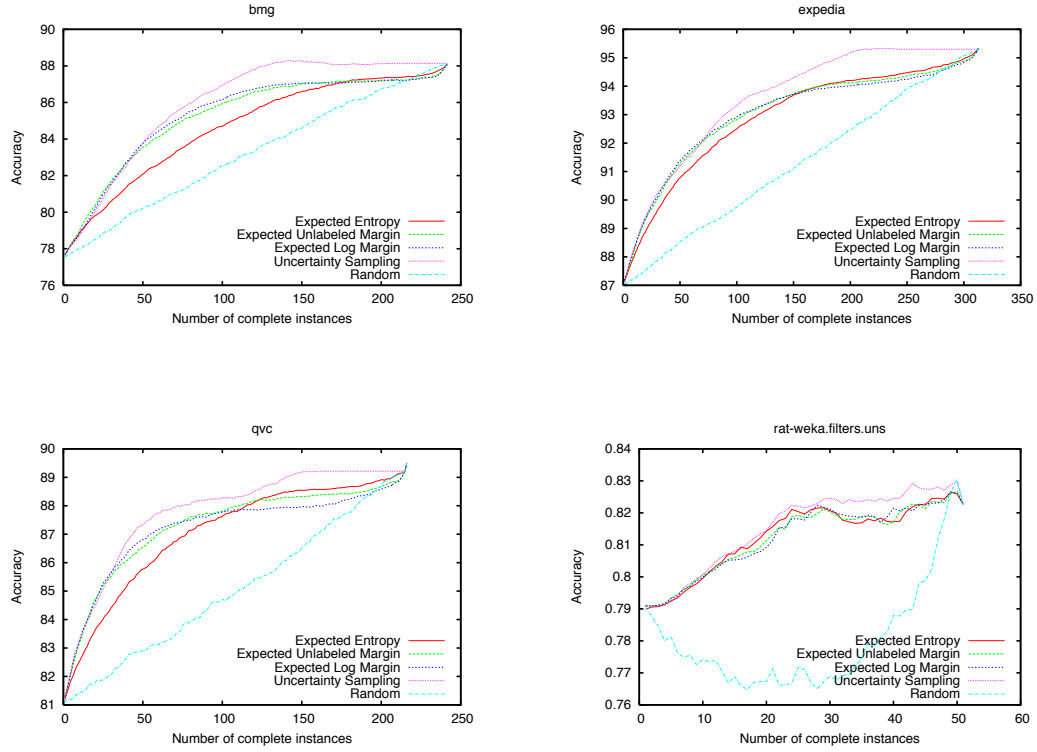 bmg
90
88
86
84
82
80
78
76
Accuracy
0 50 100 150 200 250
Number of complete instances
Expected Entropy
Expected Unlabeled Margin
Expected Log Margin
Uncertainty Sampling
Random
expedia
96
95
94
93
92
91
90
89
88
87
Accuracy
0 50 100 150 200 250 300 350
Number of complete instances
Expected Entropy
Expected Unlabeled Margin
Expected Log Margin
Uncertainty Sampling
Random
qvc
90
89
88
87
86
85
84
83
82
81
Accuracy
0 50 100 150 200 250
Number of complete instances
Expected Entropy
Expected Unlabeled Margin
Expected Log Margin
Uncertainty Sampling
Random
rat-weka.filters.uns
0.84
0.83
0.82
0.81
0.8
0.79
0.78
0.77
0.76
Accuracy
0 10 20 30 40 50 60
Number of complete instances
Expected Entropy
Expected Unlabeled Margin
Expected Log Margin
Uncertainty Sampling
Random